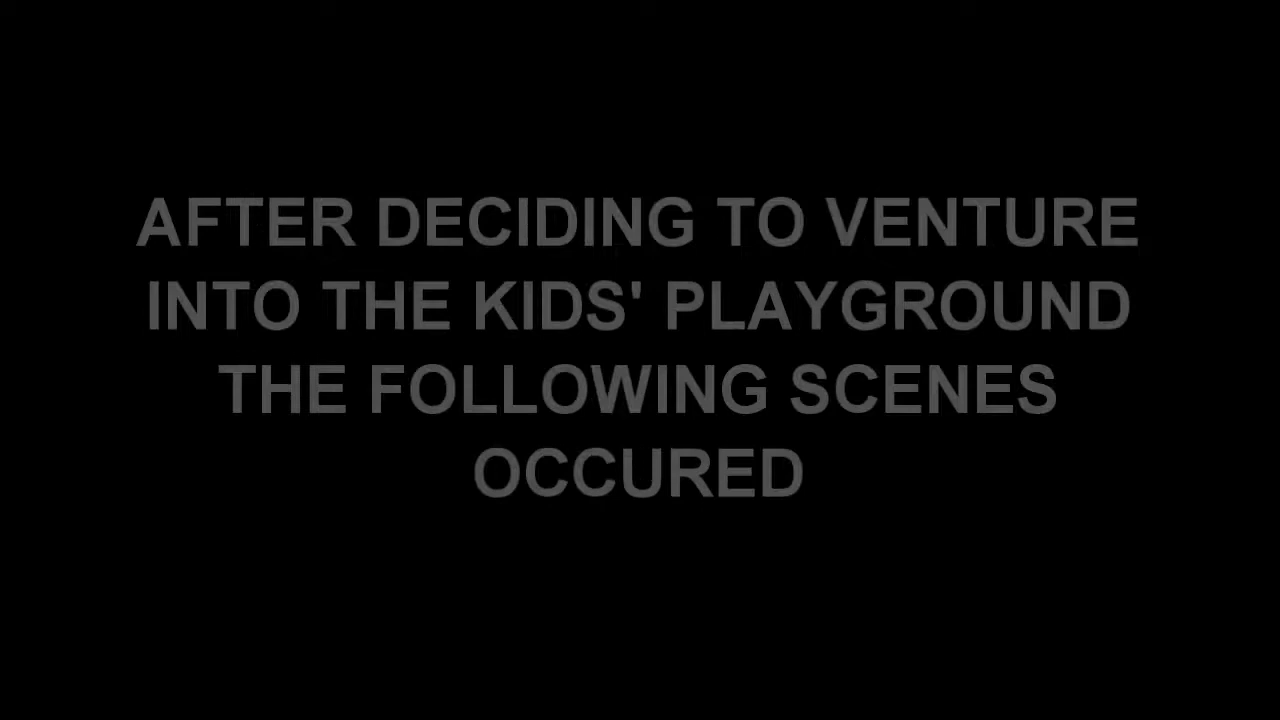 AFTER DECIDING TO VENTURE
INTO THE KIDS' PLAYGROUND
THE FOLLOWING SCENES
OCCURED